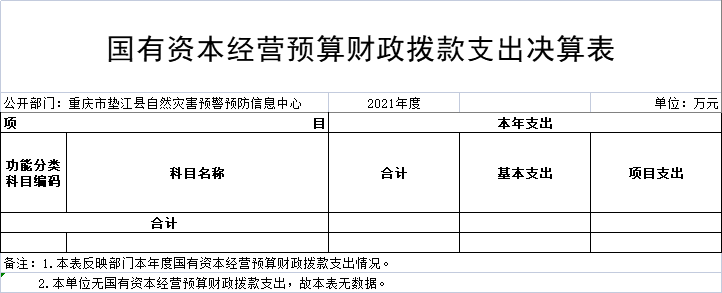 国有资本经营预算财政拨款支出决算表
公开部门：重庆市垫江县自然灾害预警预防信息中心 2021年度 单位：万元
项 目 本年支出
功能分类
科目编码 科目名称 合计 基本支出 项目支出
合计
备注：1.本表反映部门本年度国有资本经营预算财政拨款支出情况。
2.本单位无国有资本经营预算财政拨款支出，故本表无数据。